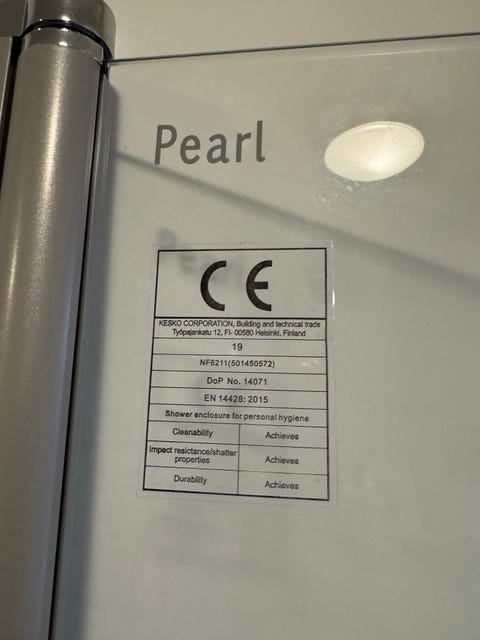 Pearl
CE
KESKO CORPORATION, Building and technical trade
Työpajankatu 12, FI- 00580 Helsinki, Finland
19
NF6211(501450572)
DoP No. 14071
EN 14428: 2015
Shower enclosure for personal hygiene
Cleanability Achieves
Impact resictance/shatter
properties Achieves
Durability Achieves